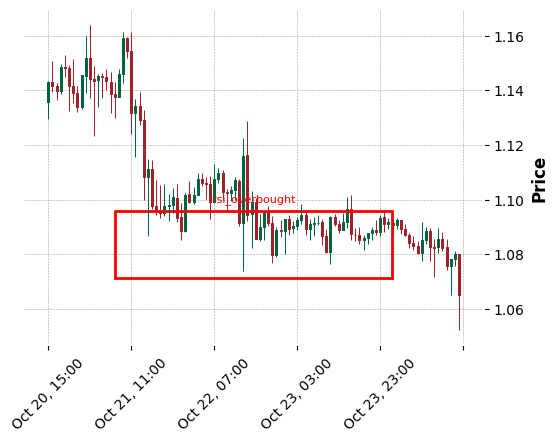 1.16
1.14
1.12
1.10
1.08
1.06
Price
rsi_overbought
Oct 20, 15:00
Oct 21, 11:00
Oct 22, 07:00
Oct 23, 03:00
Oct 23, 23:00